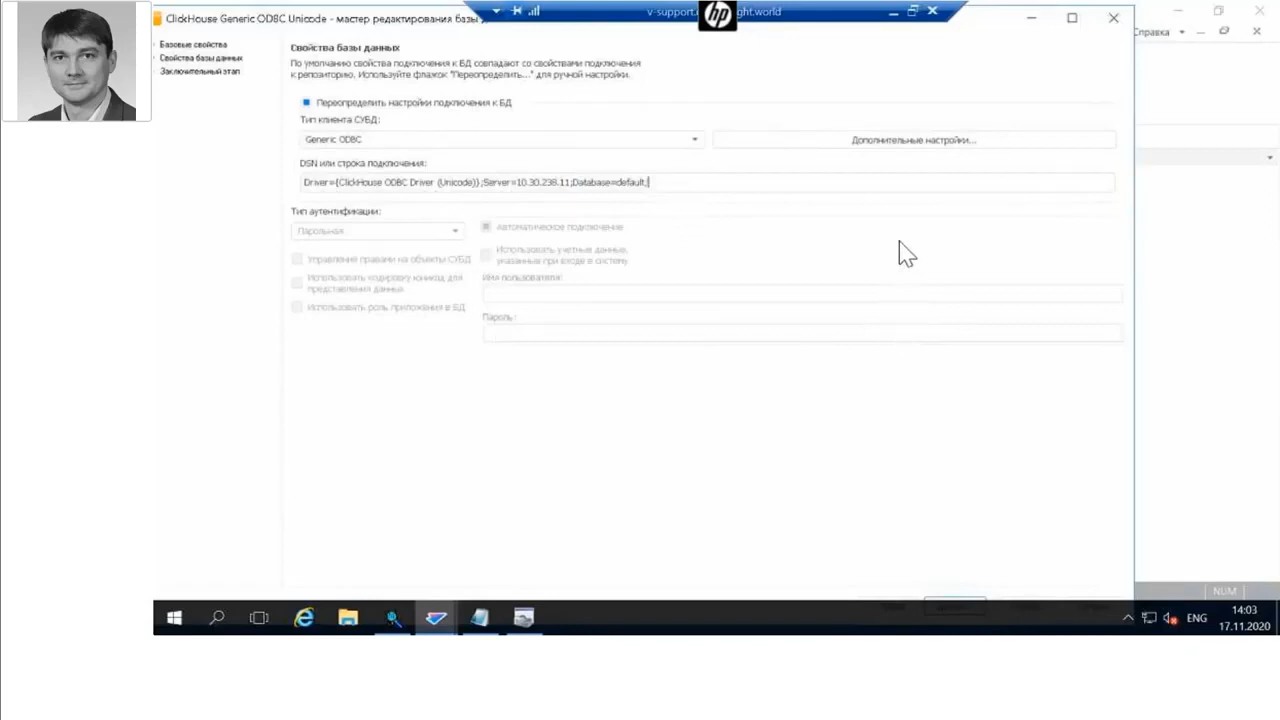 ClickHouse Generic ODBC Unicode - мастер редактирования базы
ght.world
Справка
Базовые свойства
Свойства базы данных
Заключительный этап
Свойства базы данных
По умолчанию свойства подключения к БД совпадают со свойствами подключения
к репозиторию. Используйте флажок "Переопределить..." для ручной настройки.
Переопределить настройки подключения к БД
Тип клиента СУБД:
Generic ODBC
Дополнительные настройки...
DSN или строка подключения:
Driver={ClickHouse ODBC Driver (Unicode)};Server=10.30.238.11;Database=default;
Тип аутентификации:
Парольная
Автоматическое подключение
Управление правами на объекты СУБД
Использовать учетные данные,
указанные при входе в систему
Использовать кодировку юникод для
представления данных
Имя пользователя:
Использовать роль приложения в БД
Пароль:
NUM
ENG
14:03
17.11.2020
v-support.
hp